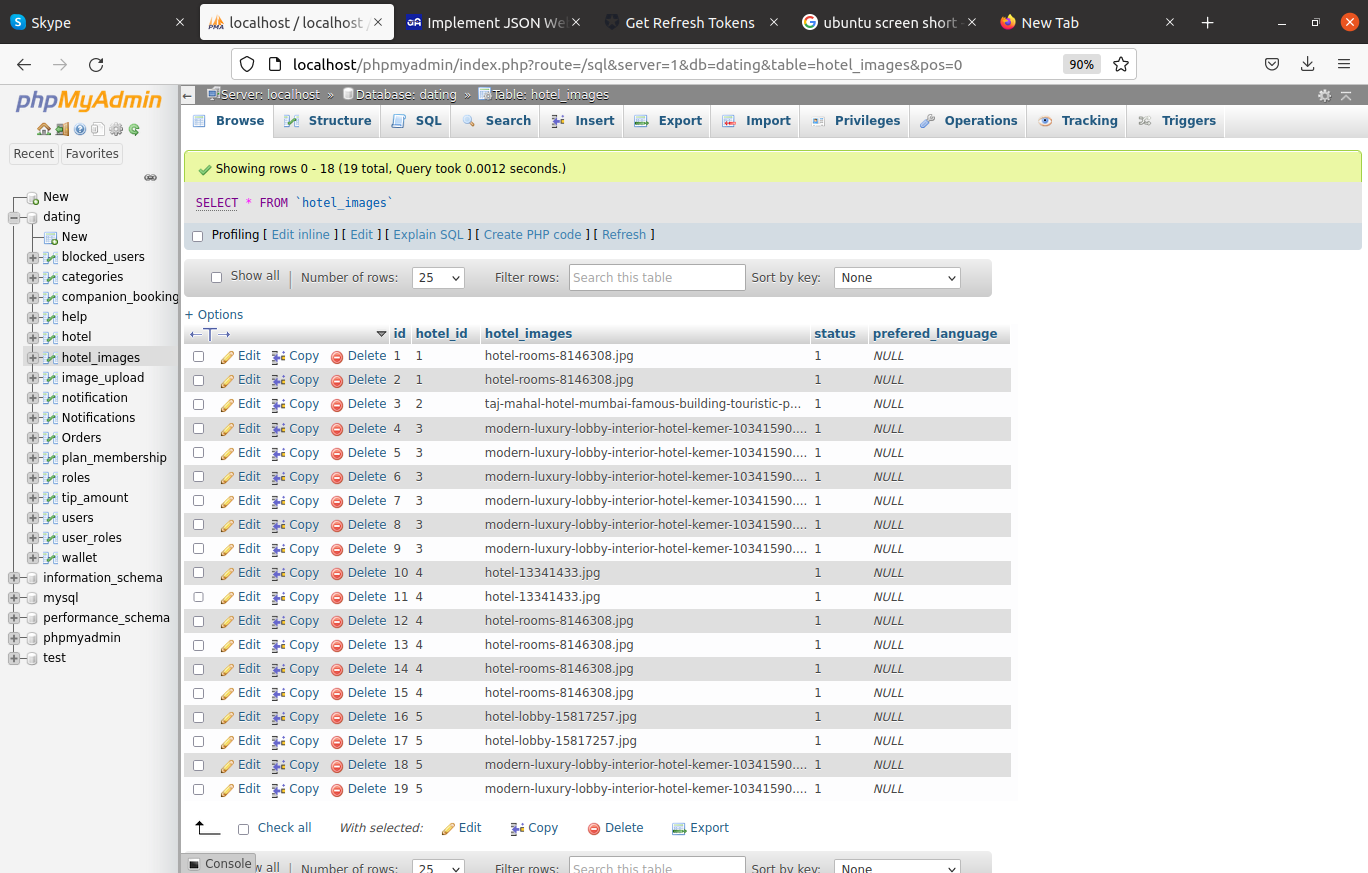 Skype
localhost / localhost /
Implement JSON We
Get Refresh Tokens
ubuntu screen short -
New Tab
localhost/phpmyadmin/index.php?route=/sql&server=1&db=dating&table=hotel_images&pos=0
90%
phpMyAdmin
Recent Favorites
New
dating
New
blocked_users
categories
companion_booking
help
hotel
hotel_images
image_upload
notification
Notifications
Orders
plan_membership
roles
tip_amount
users
user_roles
wallet
information_schema
mysql
performance_schema
phpmyadmin
test
Server: localhost » Database: dating » Table: hotel_images
Browse Structure SQL Search Insert Export Import Privileges Operations Tracking Triggers
Showing rows 0 - 18 (19 total, Query took 0.0012 seconds.)
SELECT * FROM `hotel_images`
Profiling [ Edit inline ] [ Edit ] [ Explain SQL ] [ Create PHP code ] [ Refresh ]
Show all | Number of rows: 25 Filter rows: Search this table Sort by key: None
+ Options
←T→ id hotel_id hotel_images status prefered_language
Edit Copy Delete 1 1 hotel-rooms-8146308.jpg 1 NULL
Edit Copy Delete 2 1 hotel-rooms-8146308.jpg 1 NULL
Edit Copy Delete 3 2 taj-mahal-hotel-mumbai-famous-building-touristic-p... 1 NULL
Edit Copy Delete 4 3 modern-luxury-lobby-interior-hotel-kemer-10341590.... 1 NULL
Edit Copy Delete 5 3 modern-luxury-lobby-interior-hotel-kemer-10341590.... 1 NULL
Edit Copy Delete 6 3 modern-luxury-lobby-interior-hotel-kemer-10341590.... 1 NULL
Edit Copy Delete 7 3 modern-luxury-lobby-interior-hotel-kemer-10341590.... 1 NULL
Edit Copy Delete 8 3 modern-luxury-lobby-interior-hotel-kemer-10341590.... 1 NULL
Edit Copy Delete 9 3 modern-luxury-lobby-interior-hotel-kemer-10341590.... 1 NULL
Edit Copy Delete 10 4 hotel-13341433.jpg 1 NULL
Edit Copy Delete 11 4 hotel-13341433.jpg 1 NULL
Edit Copy Delete 12 4 hotel-rooms-8146308.jpg 1 NULL
Edit Copy Delete 13 4 hotel-rooms-8146308.jpg 1 NULL
Edit Copy Delete 14 4 hotel-rooms-8146308.jpg 1 NULL
Edit Copy Delete 15 4 hotel-rooms-8146308.jpg 1 NULL
Edit Copy Delete 16 5 hotel-lobby-15817257.jpg 1 NULL
Edit Copy Delete 17 5 hotel-lobby-15817257.jpg 1 NULL
Edit Copy Delete 18 5 modern-luxury-lobby-interior-hotel-kemer-10341590.... 1 NULL
Edit Copy Delete 19 5 modern-luxury-lobby-interior-hotel-kemer-10341590.... 1 NULL
Check all With selected: Edit Copy Delete Export
Console
w all | Number of rows: 25 Filter rows: Search this table Sort by key: None